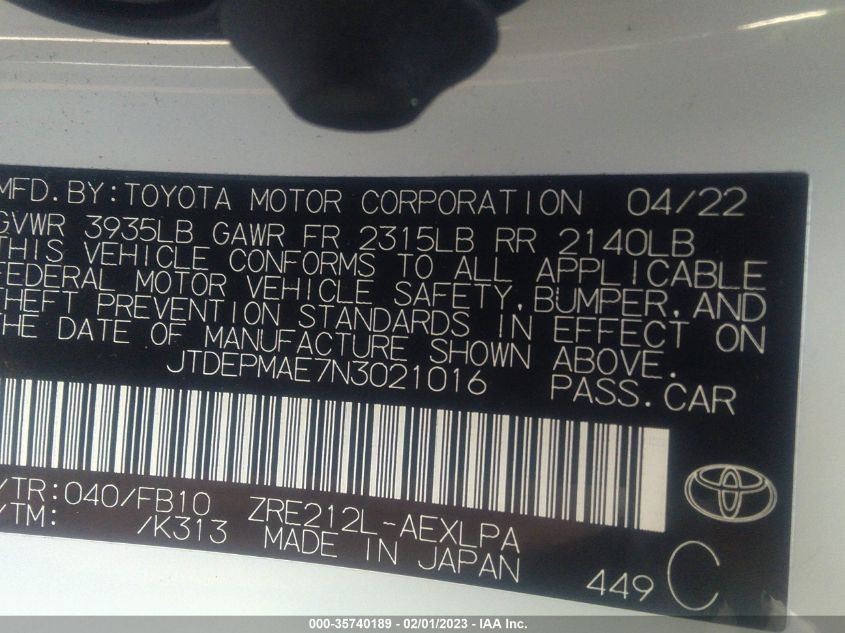 MFD. BY: TOYOTA MOTOR CORPORATION 04/22
GVWR 3935LB GAWR FR 2315LB RR 2140LB
THIS VEHICLE CONFORMS TO ALL APPLICABLE
FEDERAL MOTOR VEHICLE SAFETY, BUMPER, AND
THEFT PREVENTION STANDARDS IN EFFECT ON
THE DATE OF MANUFACTURE SHOWN ABOVE.
JTDEPMAE7N3021016 PASS. CAR
/TR: 040/FB10 ZRE212L-AEXLPA
/TM: /K313 MADE IN JAPAN
449 C
000-35740189 - 02/01/2023 - IAA Inc.